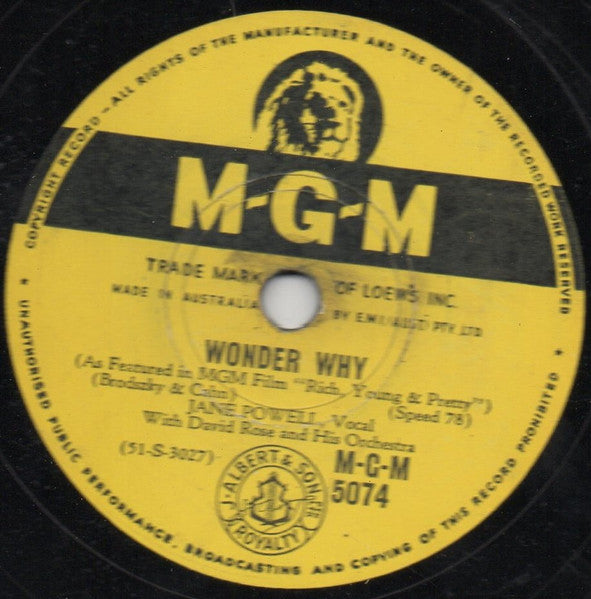 COPYRIGHT RECORD — ALL RIGHTS OF THE MANUFACTURER AND THE OWNER OF THE RECORDED WORK RESERVED
M-G-M
TRADE MARK OF LOEWS INC.
MADE IN AUSTRALIA BY E.M.I. (AUST) PTY. LTD
WONDER WHY
(As Featured in MGM Film "Rich, Young & Pretty")
(Brodszky & Cahn) (Speed 78)
JANE POWELL, Vocal
With David Rose and His Orchestra
(51-S-3027)
M-G-M
5074
J. ALBERT & SON
ROYALTY
★ UNAUTHORISED PUBLIC PERFORMANCE, BROADCASTING AND COPYING OF THIS RECORD PROHIBITED ★